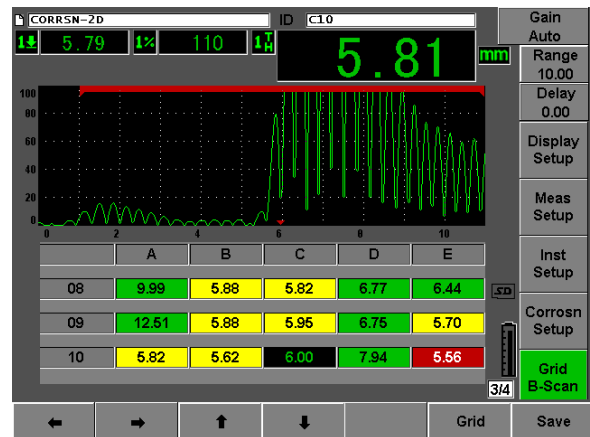 CORRSN-2D ID C10
1 5.79 1% 110 1TH 5.81 mm
Gain
Auto
Range
10.00
Delay
0.00
Display
Setup
Meas
Setup
Inst
Setup
Corrosn
Setup
Grid
B-Scan
100
80
60
40
20
0
0 2 4 6 8 10
A B C D E
08 9.99 5.88 5.82 6.77 6.44
09 12.51 5.88 5.95 6.75 5.70
10 5.82 5.62 6.00 7.94 5.56
SD
3/4
Grid Save